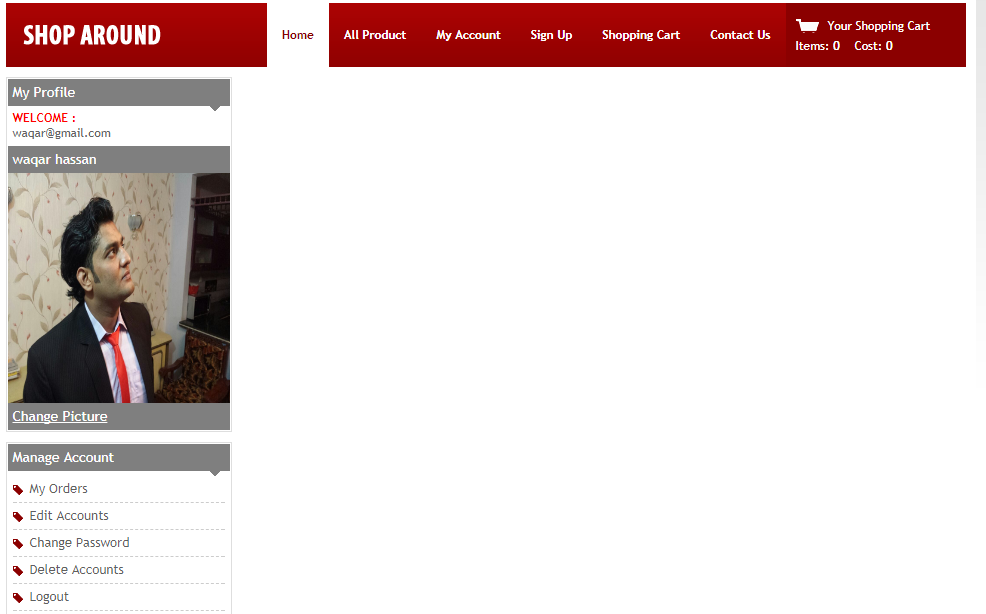 SHOP AROUND
Home
All Product
My Account
Sign Up
Shopping Cart
Contact Us
Your Shopping Cart
Items: 0 Cost: 0
My Profile
WELCOME :
waqar@gmail.com
waqar hassan
Change Picture
Manage Account
My Orders
Edit Accounts
Change Password
Delete Accounts
Logout